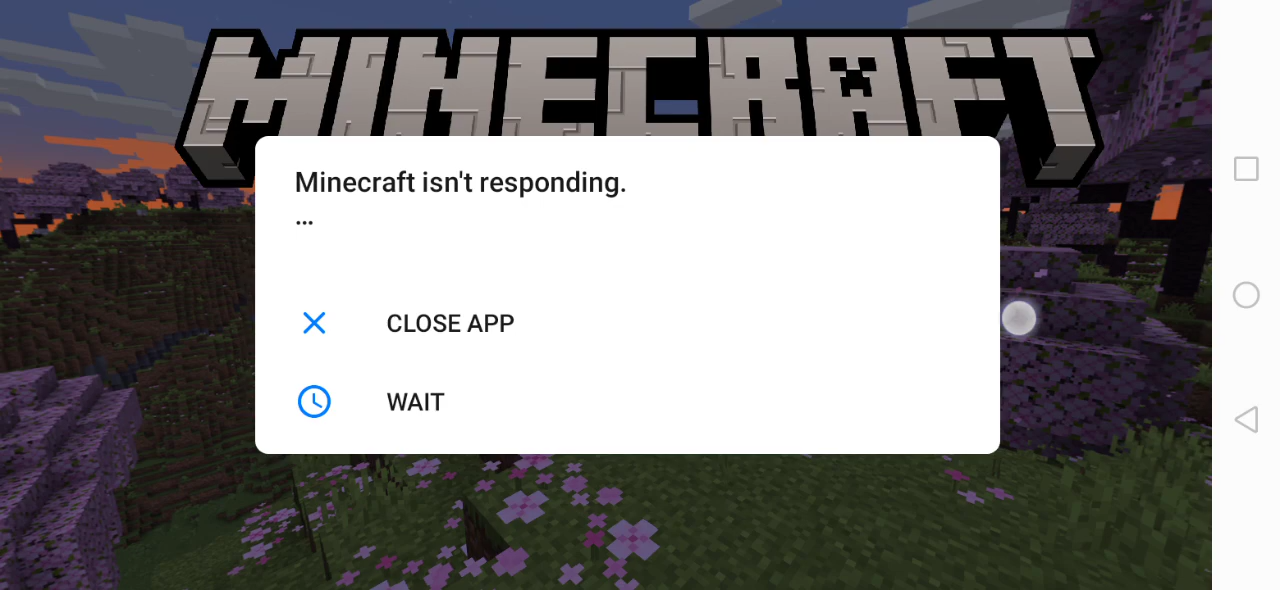 MINECRAFT
Minecraft isn't responding.
...
CLOSE APP
WAIT